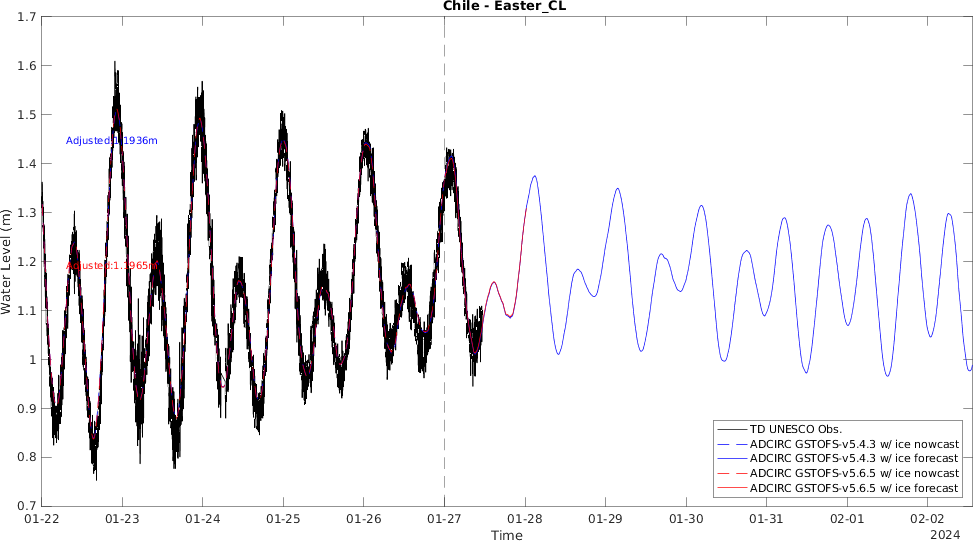 Chile - Easter_CL
1.7
1.6
1.5
1.4
1.3
1.2
1.1
1
0.9
0.8
0.7
Water Level (m)
Adjusted:1.1936m
Adjusted:1.1965m
TD UNESCO Obs.
ADCIRC GSTOFS-v5.4.3 w/ ice nowcast
ADCIRC GSTOFS-v5.4.3 w/ ice forecast
ADCIRC GSTOFS-v5.6.5 w/ ice nowcast
ADCIRC GSTOFS-v5.6.5 w/ ice forecast
01-22 01-23 01-24 01-25 01-26 01-27 01-28 01-29 01-30 01-31 02-01 02-02
2024
Time